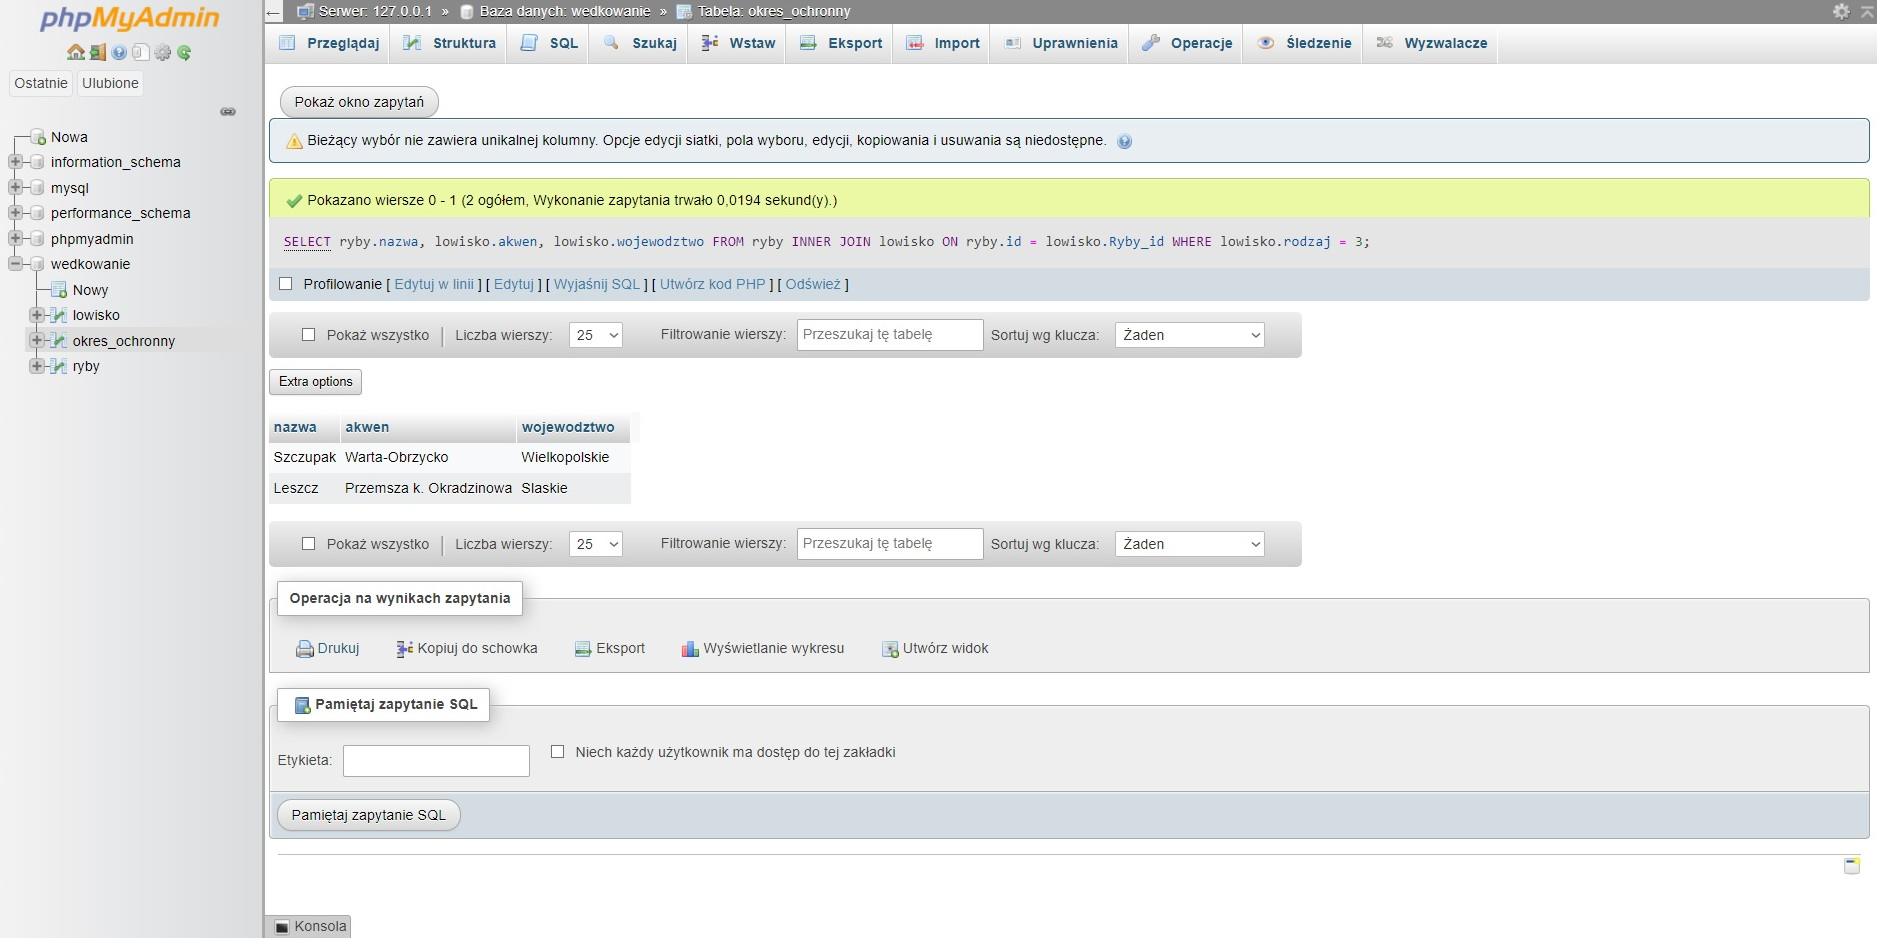 phpMyAdmin
Ostatnie Ulubione
Nowa
information_schema
mysql
performance_schema
phpmyadmin
wedkowanie
Nowy
lowisko
okres_ochronny
ryby
Serwer: 127.0.0.1 » Baza danych: wedkowanie » Tabela: okres_ochronny
Przeglądaj Struktura SQL Szukaj Wstaw Eksport Import Uprawnienia Operacje Śledzenie Wyzwalacze
Pokaż okno zapytań
Bieżący wybór nie zawiera unikalnej kolumny. Opcje edycji siatki, pola wyboru, edycji, kopiowania i usuwania są niedostępne.
Pokazano wiersze 0 - 1 (2 ogółem, Wykonanie zapytania trwało 0,0194 sekund(y).)
SELECT ryby.nazwa, lowisko.akwen, lowisko.wojewodztwo FROM ryby INNER JOIN lowisko ON ryby.id = lowisko.Ryby_id WHERE lowisko.rodzaj = 3;
Profilowanie [ Edytuj w linii ] [ Edytuj ] [ Wyjaśnij SQL ] [ Utwórz kod PHP ] [ Odśwież ]
Pokaż wszystko | Liczba wierszy: 25 Filtrowanie wierszy: Przeszukaj tę tabelę Sortuj wg klucza: Żaden
Extra options
nazwa akwen wojewodztwo
Szczupak Warta-Obrzycko Wielkopolskie
Leszcz Przemsza k. Okradzinowa Slaskie
Pokaż wszystko | Liczba wierszy: 25 Filtrowanie wierszy: Przeszukaj tę tabelę Sortuj wg klucza: Żaden
Operacja na wynikach zapytania
Drukuj Kopiuj do schowka Eksport Wyświetlanie wykresu Utwórz widok
Pamiętaj zapytanie SQL
Etykieta: Niech każdy użytkownik ma dostęp do tej zakładki
Pamiętaj zapytanie SQL
Konsola